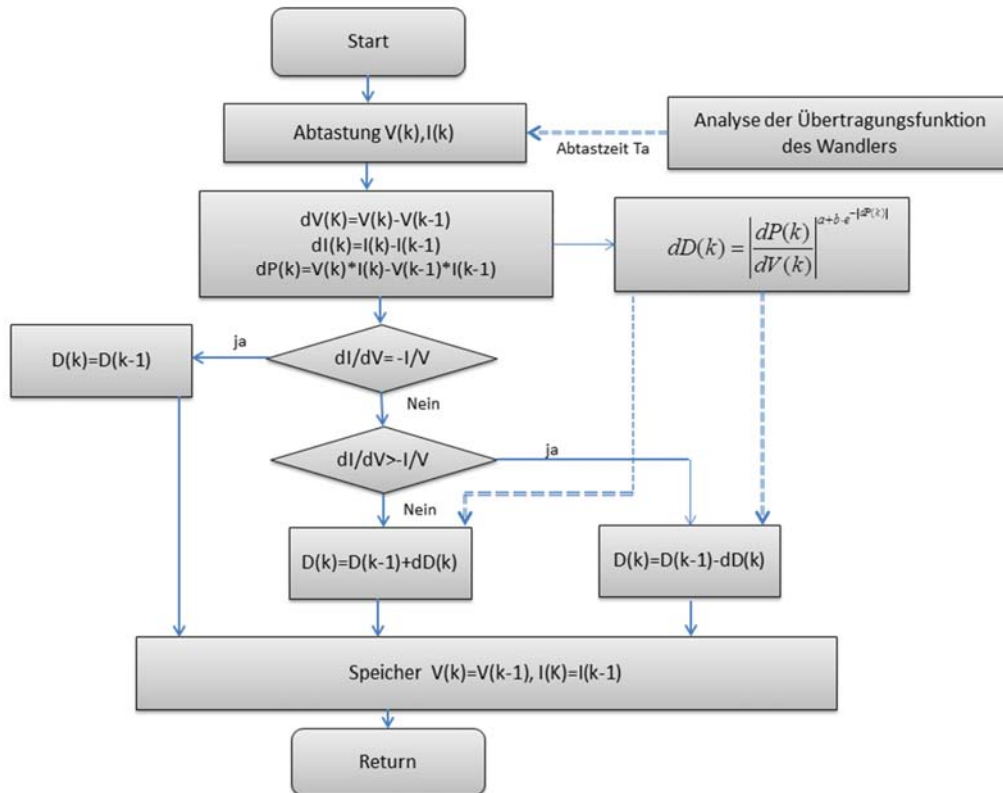 Start
Abtastung V(k),I(k)
Analyse der Übertragungsfunktion
des Wandlers
Abtastzeit Ta
dV(K)=V(k)-V(k-1)
dI(k)=I(k)-I(k-1)
dP(k)=V(k)*I(k)-V(k-1)*I(k-1)
dD(k) = |dP(k)/dV(k)|^{a+b·e^{-|dP(k)|}}
ja
D(k)=D(k-1)
dI/dV= -I/V
Nein
dI/dV>-I/V
ja
Nein
D(k)=D(k-1)+dD(k)
D(k)=D(k-1)-dD(k)
Speicher V(k)=V(k-1), I(K)=I(k-1)
Return